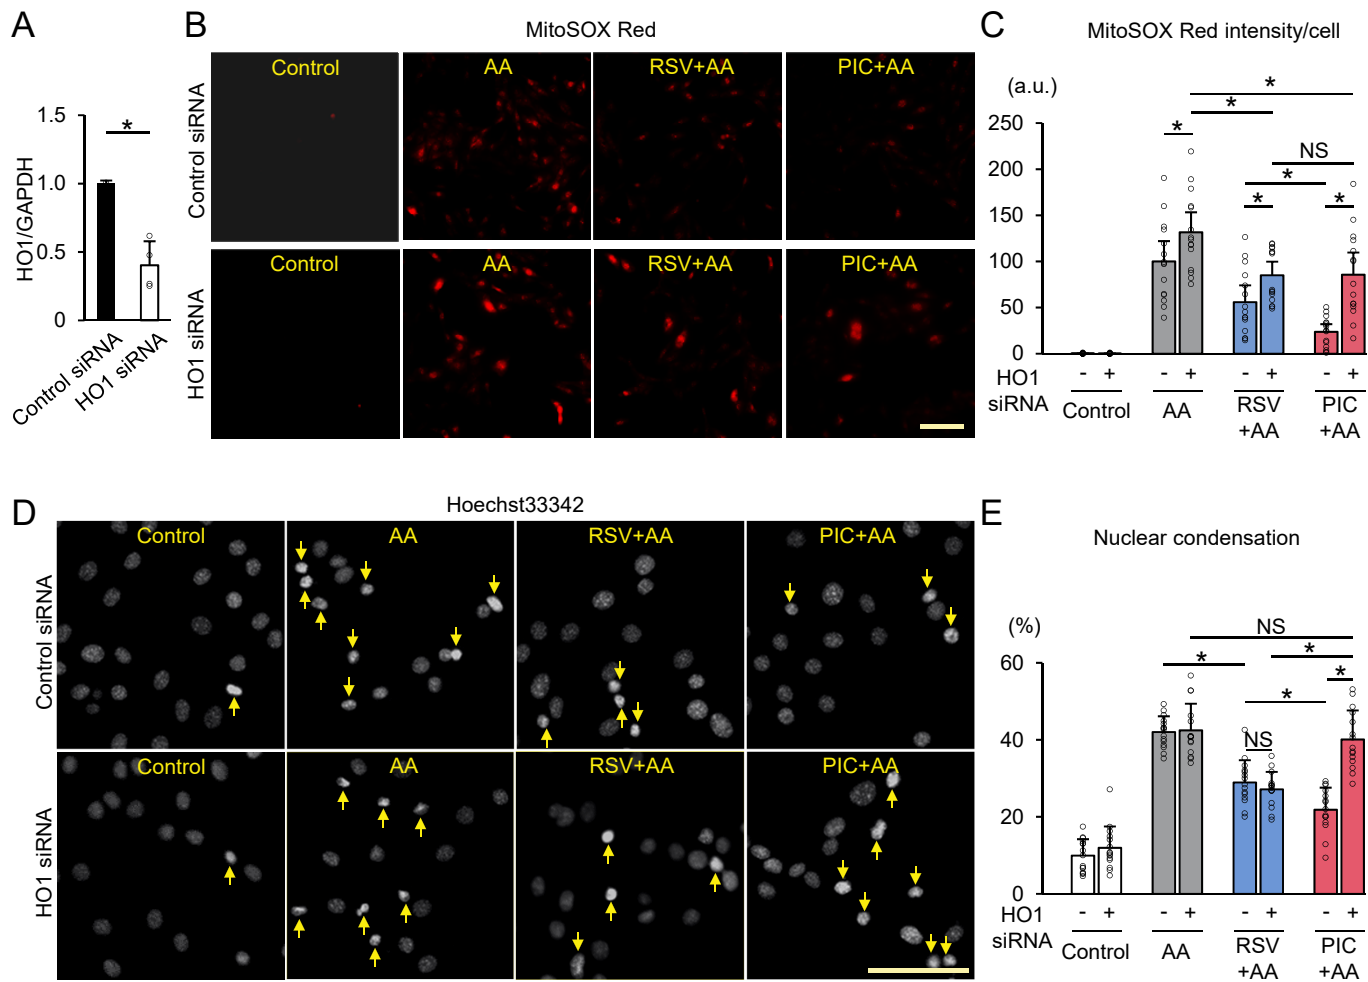 A
1.5
1.0
0.5
0
HO1/GAPDH
*
Control siRNA
HO1 siRNA
B
MitoSOX Red
Control siRNA
Control
AA
RSV+AA
PIC+AA
HO1 siRNA
Control
AA
RSV+AA
PIC+AA
C
MitoSOX Red intensity/cell
(a.u.)
250
200
150
100
50
0
*
*
*
NS
*
*
*
HO1 siRNA
- + - + - + - +
Control
AA
RSV +AA
PIC +AA
D
Hoechst33342
Control siRNA
Control
AA
RSV+AA
PIC+AA
HO1 siRNA
Control
AA
RSV+AA
PIC+AA
E
Nuclear condensation
(%)
60
40
20
0
NS
*
*
*
*
NS
HO1 siRNA
- + - + - + - +
Control
AA
RSV +AA
PIC +AA